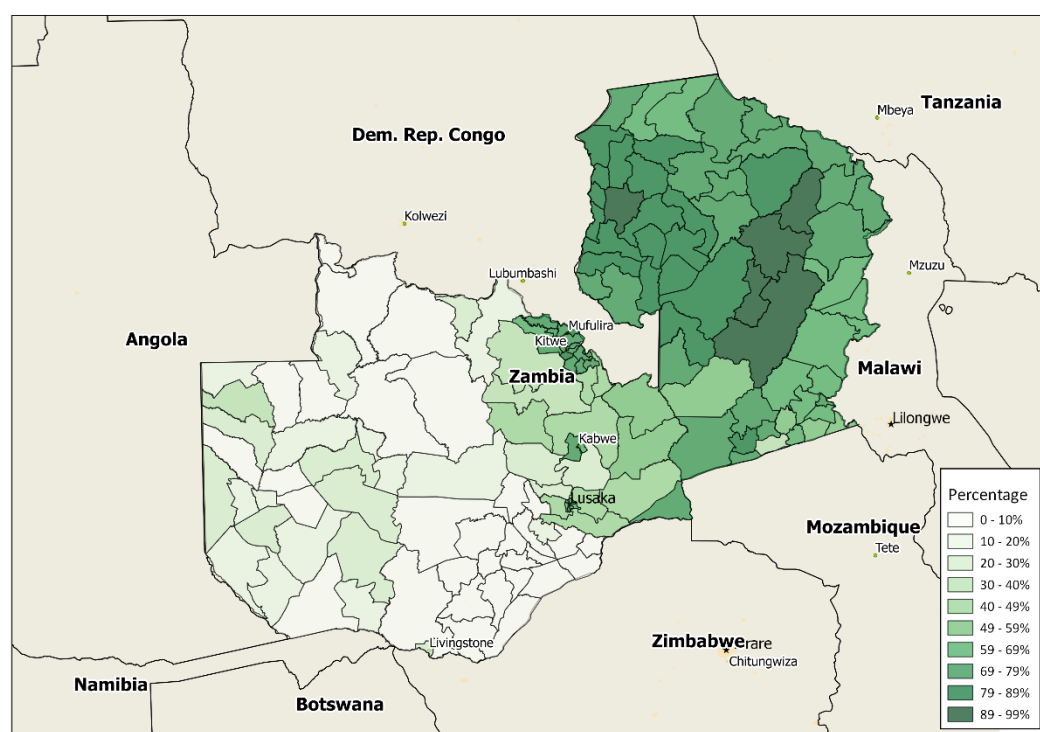 Tanzania
Mbeya
Dem. Rep. Congo
Kolwezi
Mzuzu
Lubumbashi
Mufulira
Angola
Kitwe
Zambia
Malawi
Lilongwe
Kabwe
Lusaka
Mozambique
Tete
Livingstone
Zimbabwe
rare
Chitungwiza
Namibia
Botswana
Percentage
0 - 10%
10 - 20%
20 - 30%
30 - 40%
40 - 49%
49 - 59%
59 - 69%
69 - 79%
79 - 89%
89 - 99%